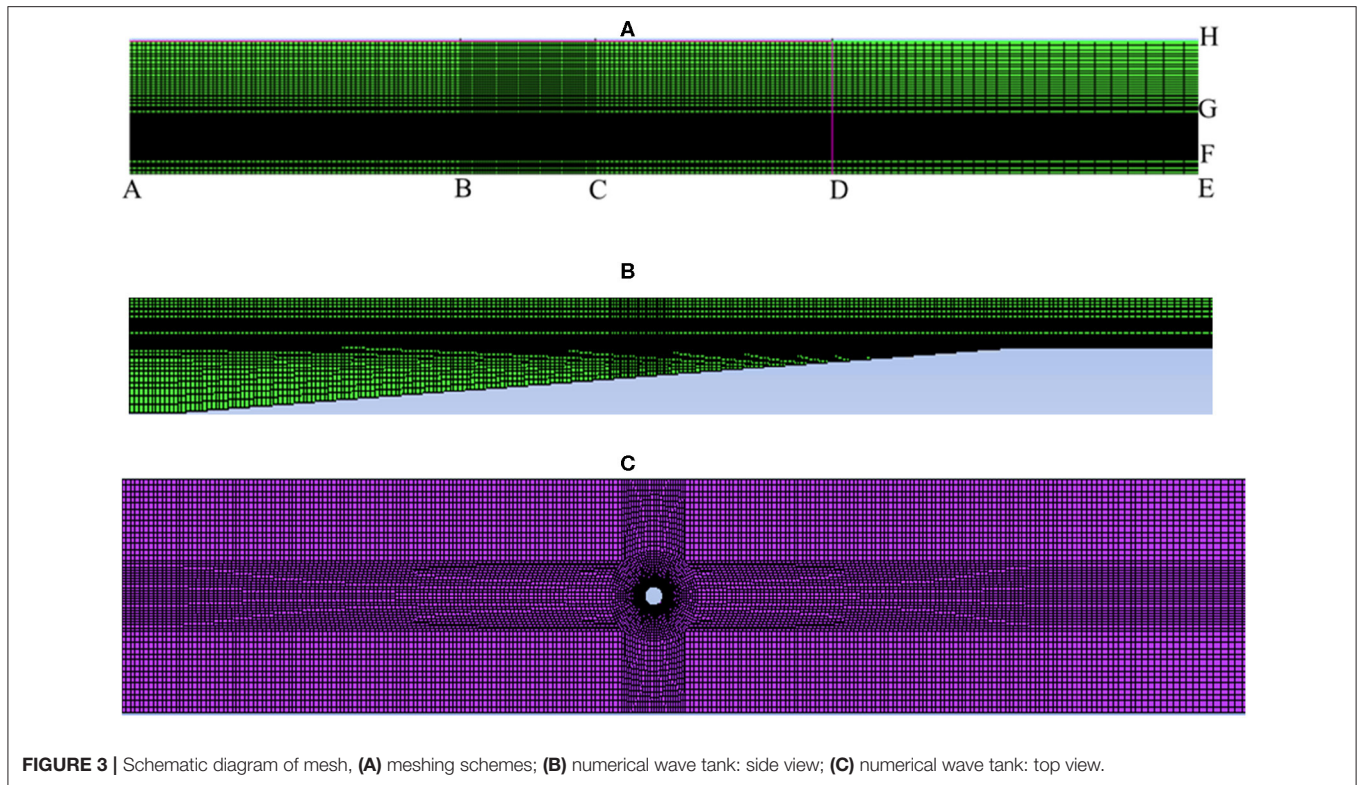 A
H
G
F
A B C D E
B
C
FIGURE 3 | Schematic diagram of mesh, (A) meshing schemes; (B) numerical wave tank: side view; (C) numerical wave tank: top view.